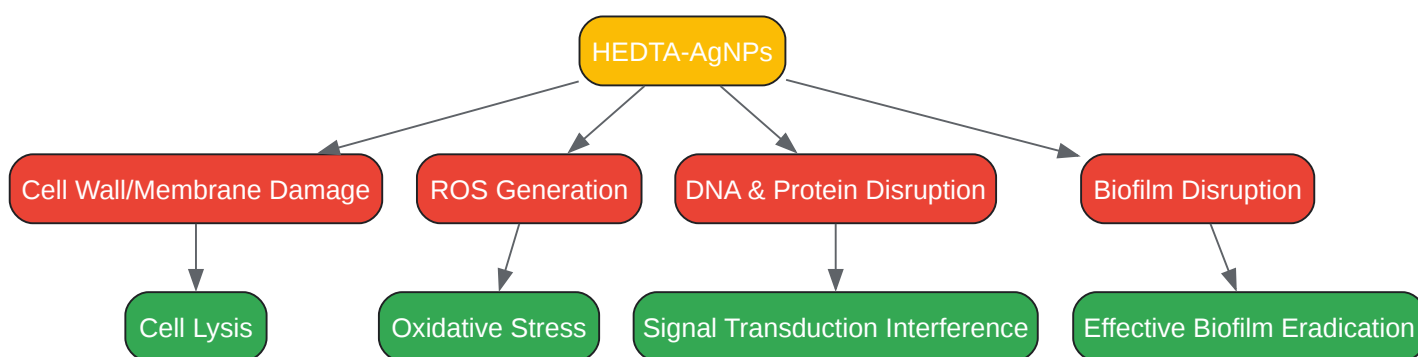 HEDTA-AgNPs
Cell Wall/Membrane Damage
ROS Generation
DNA & Protein Disruption
Biofilm Disruption
Cell Lysis
Oxidative Stress
Signal Transduction Interference
Effective Biofilm Eradication